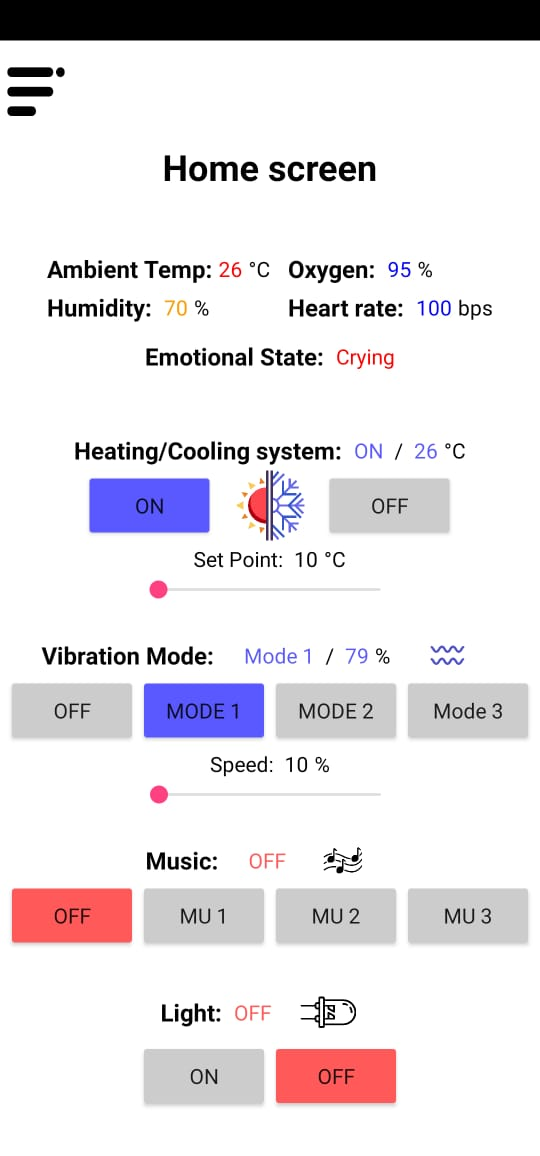 Home screen
Ambient Temp: 26 °C Oxygen: 95 %
Humidity: 70 % Heart rate: 100 bps
Emotional State: Crying
Heating/Cooling system: ON / 26 °C
ON OFF
Set Point: 10 °C
Vibration Mode: Mode 1 / 79 %
OFF MODE 1 MODE 2 Mode 3
Speed: 10 %
Music: OFF
OFF MU 1 MU 2 MU 3
Light: OFF
ON OFF